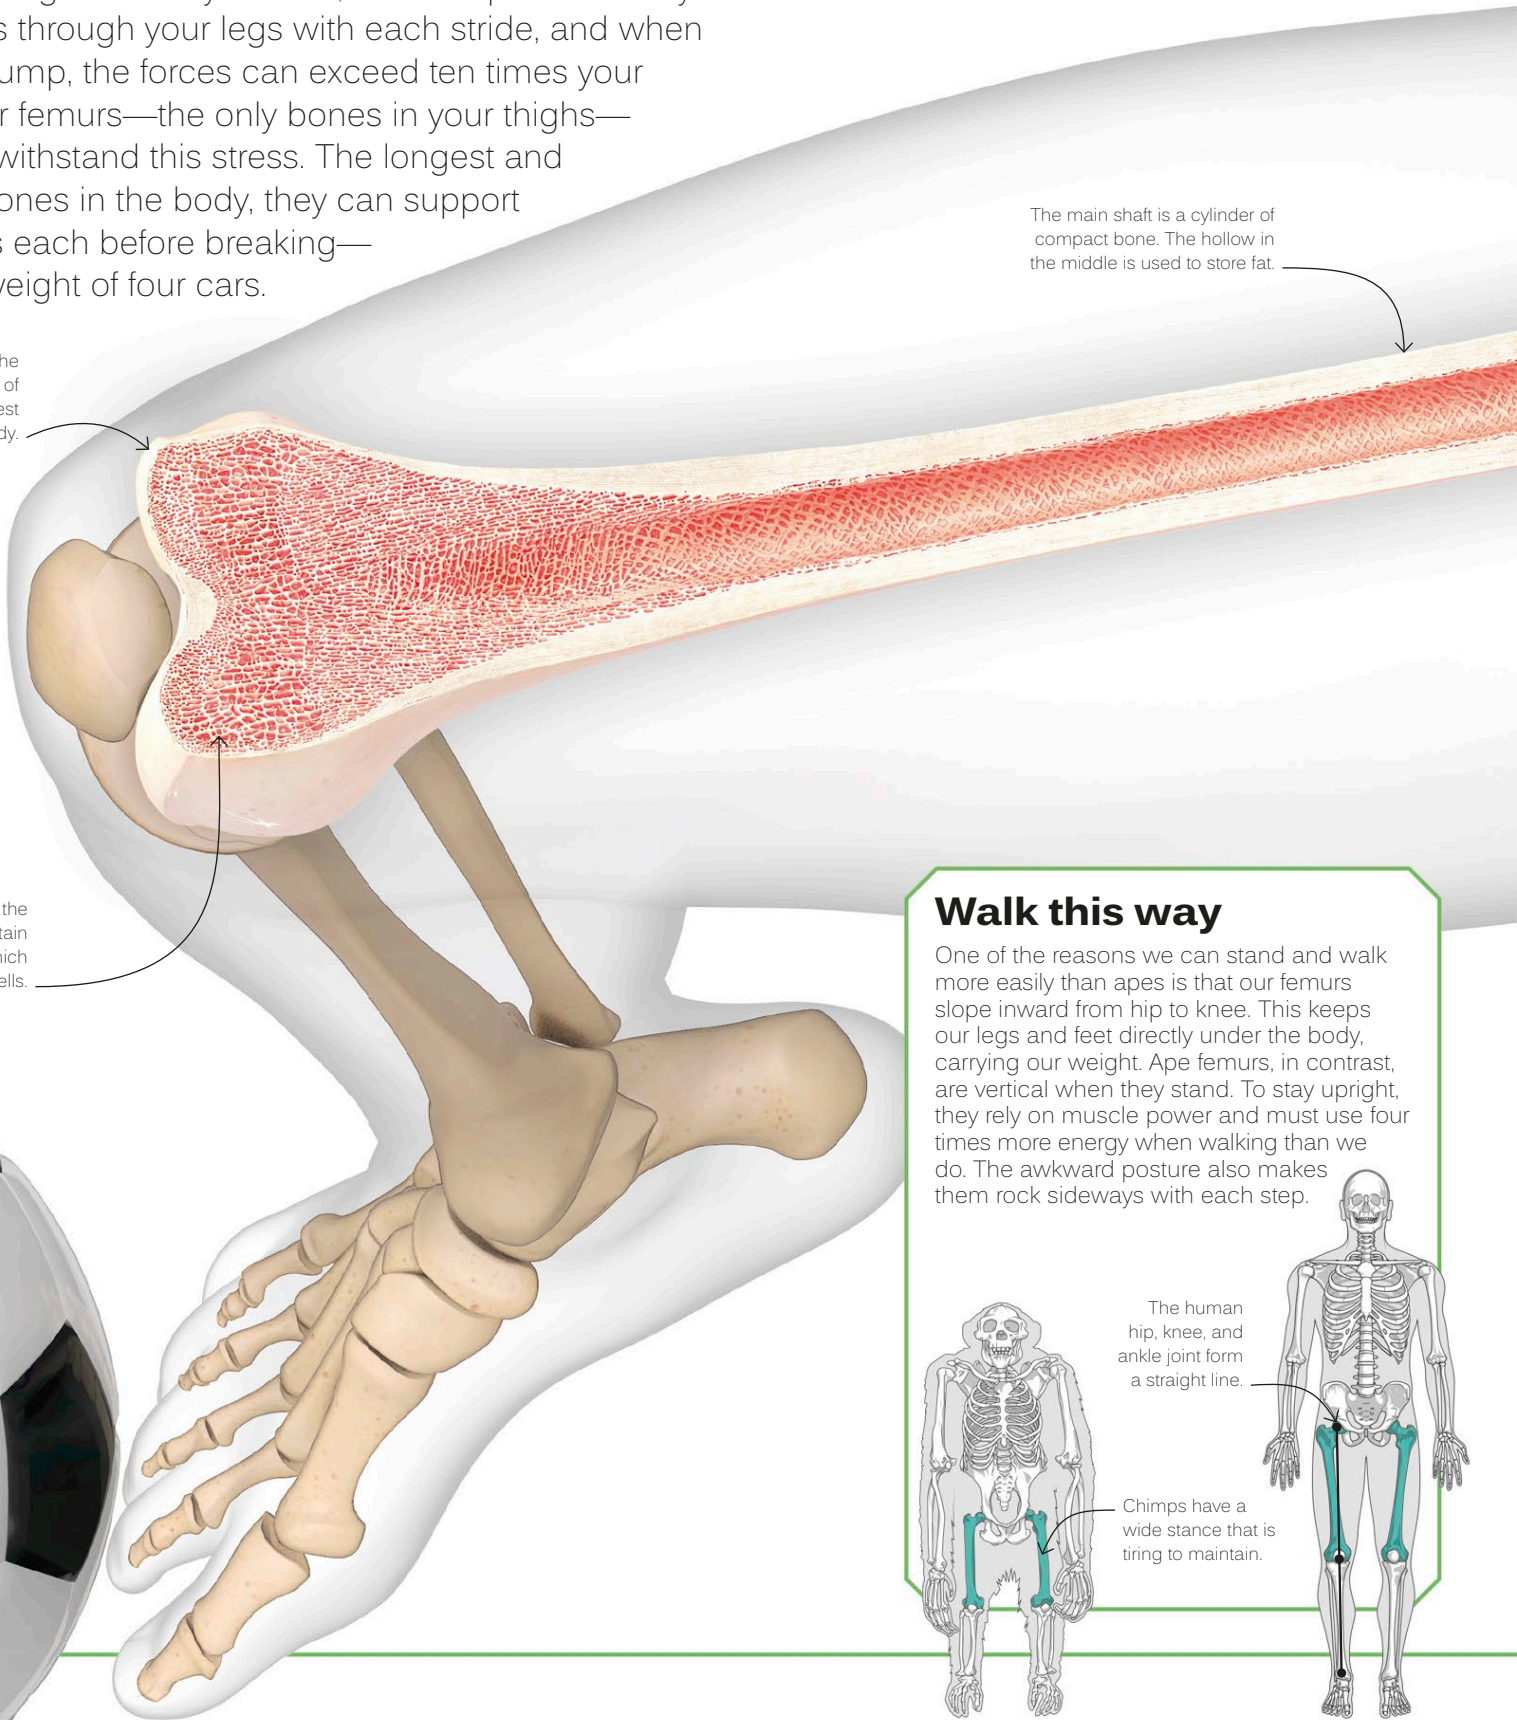 through your legs with each stride, and when
the forces can exceed ten times your
femurs—the only bones in your thighs—
withstand this stress. The longest and
in the body, they can support
each before breaking—
of four cars.
The main shaft is a cylinder of
compact bone. The hollow in
the middle is used to store fat.
of
the
Walk this way
One of the reasons we can stand and walk
more easily than apes is that our femurs
slope inward from hip to knee. This keeps
our legs and feet directly under the body,
carrying our weight. Ape femurs, in contrast,
are vertical when they stand. To stay upright,
they rely on muscle power and must use four
times more energy when walking than we
do. The awkward posture also makes
them rock sideways with each step.
The human
hip, knee, and
ankle joint form
a straight line.
Chimps have a
wide stance that is
tiring to maintain.